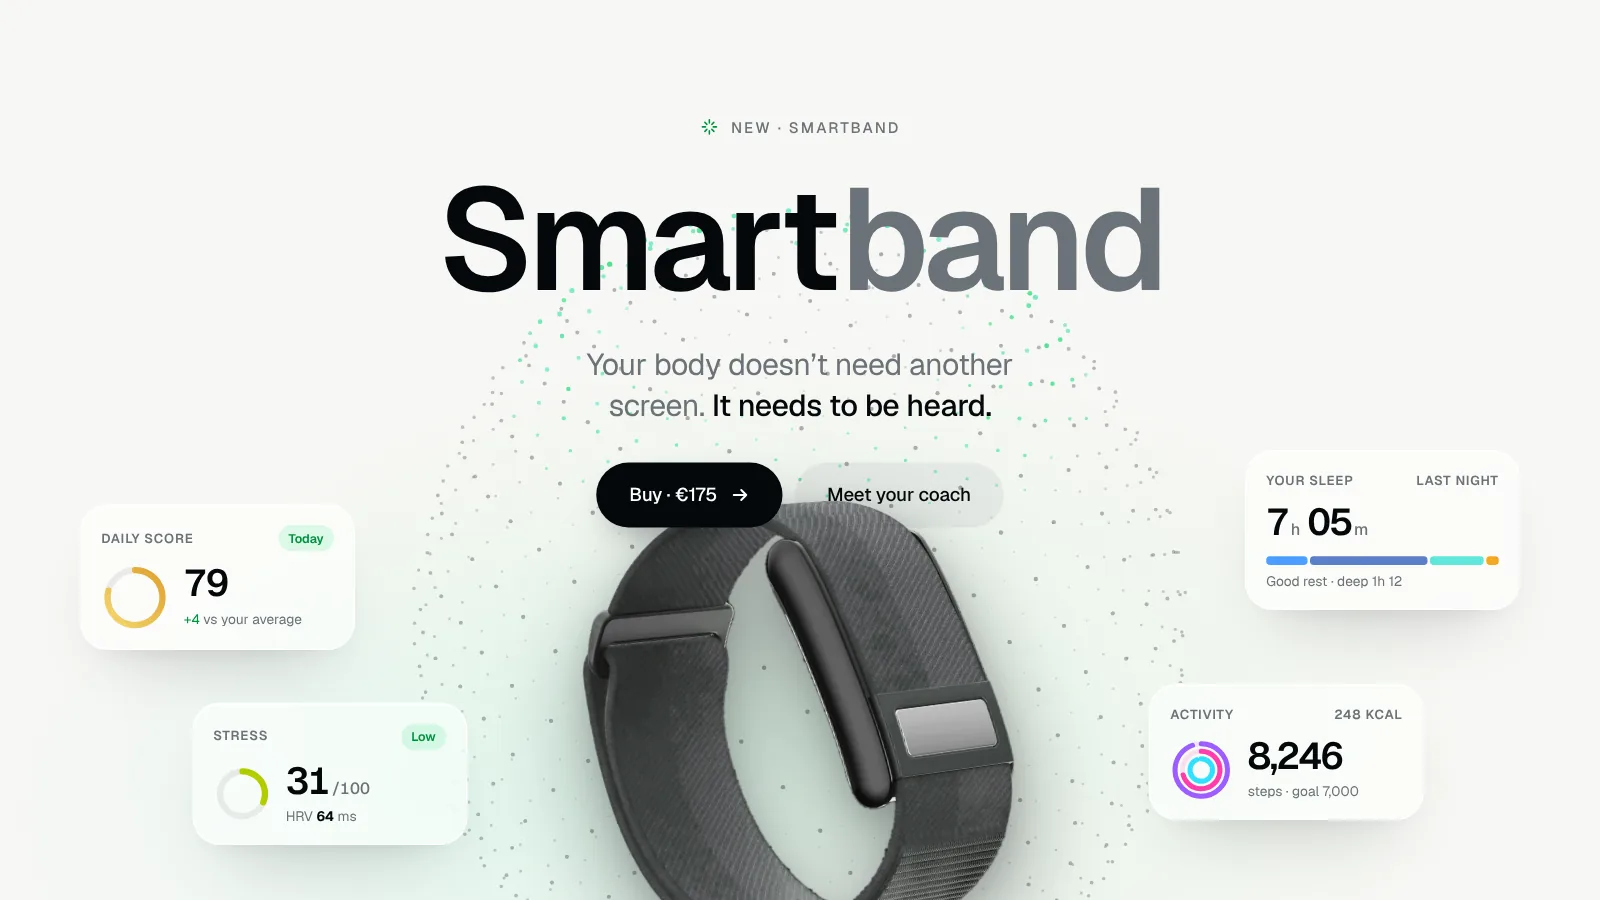 NEW · SMARTBAND
Smartband
Your body doesn’t need another
screen. It needs to be heard.
Buy · €175 →
Meet your coach
DAILY SCORE
Today
79
+4 vs your average
STRESS
Low
31 /100
HRV 64 ms
YOUR SLEEP
LAST NIGHT
7 h 05 m
Good rest · deep 1h 12
ACTIVITY
248 KCAL
8,246
steps · goal 7,000